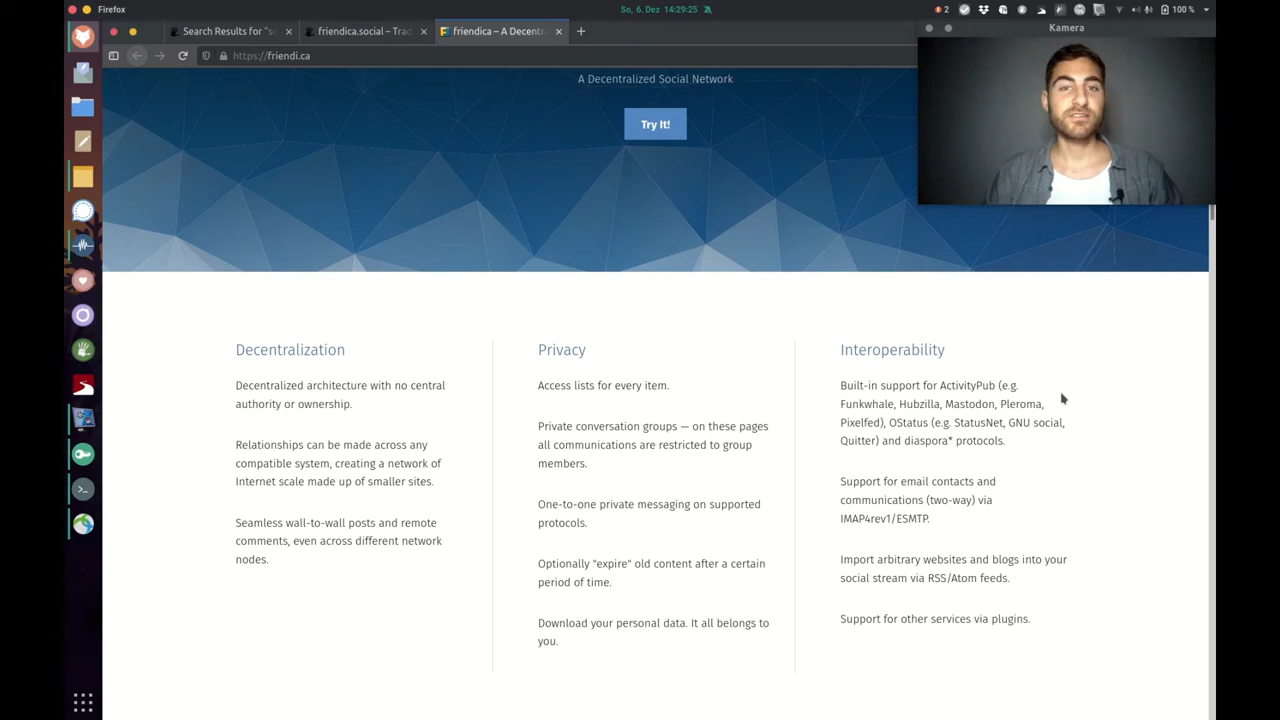 Firefox
So, 6. Dez 14:29:25
2
100 %
Search Results for "sc
friendica.social – Trad
friendica – A Decentra
https://friendi.ca
Kamera
A Decentralized Social Network
Try It!
Decentralization
Decentralized architecture with no central
authority or ownership.
Relationships can be made across any
compatible system, creating a network of
Internet scale made up of smaller sites.
Seamless wall-to-wall posts and remote
comments, even across different network
nodes.
Privacy
Access lists for every item.
Private conversation groups — on these pages
all communications are restricted to group
members.
One-to-one private messaging on supported
protocols.
Optionally "expire" old content after a certain
period of time.
Download your personal data. It all belongs to
you.
Interoperability
Built-in support for ActivityPub (e.g.
Funkwhale, Hubzilla, Mastodon, Pleroma,
Pixelfed), OStatus (e.g. StatusNet, GNU social,
Quitter) and diaspora* protocols.
Support for email contacts and
communications (two-way) via
IMAP4rev1/ESMTP.
Import arbitrary websites and blogs into your
social stream via RSS/Atom feeds.
Support for other services via plugins.